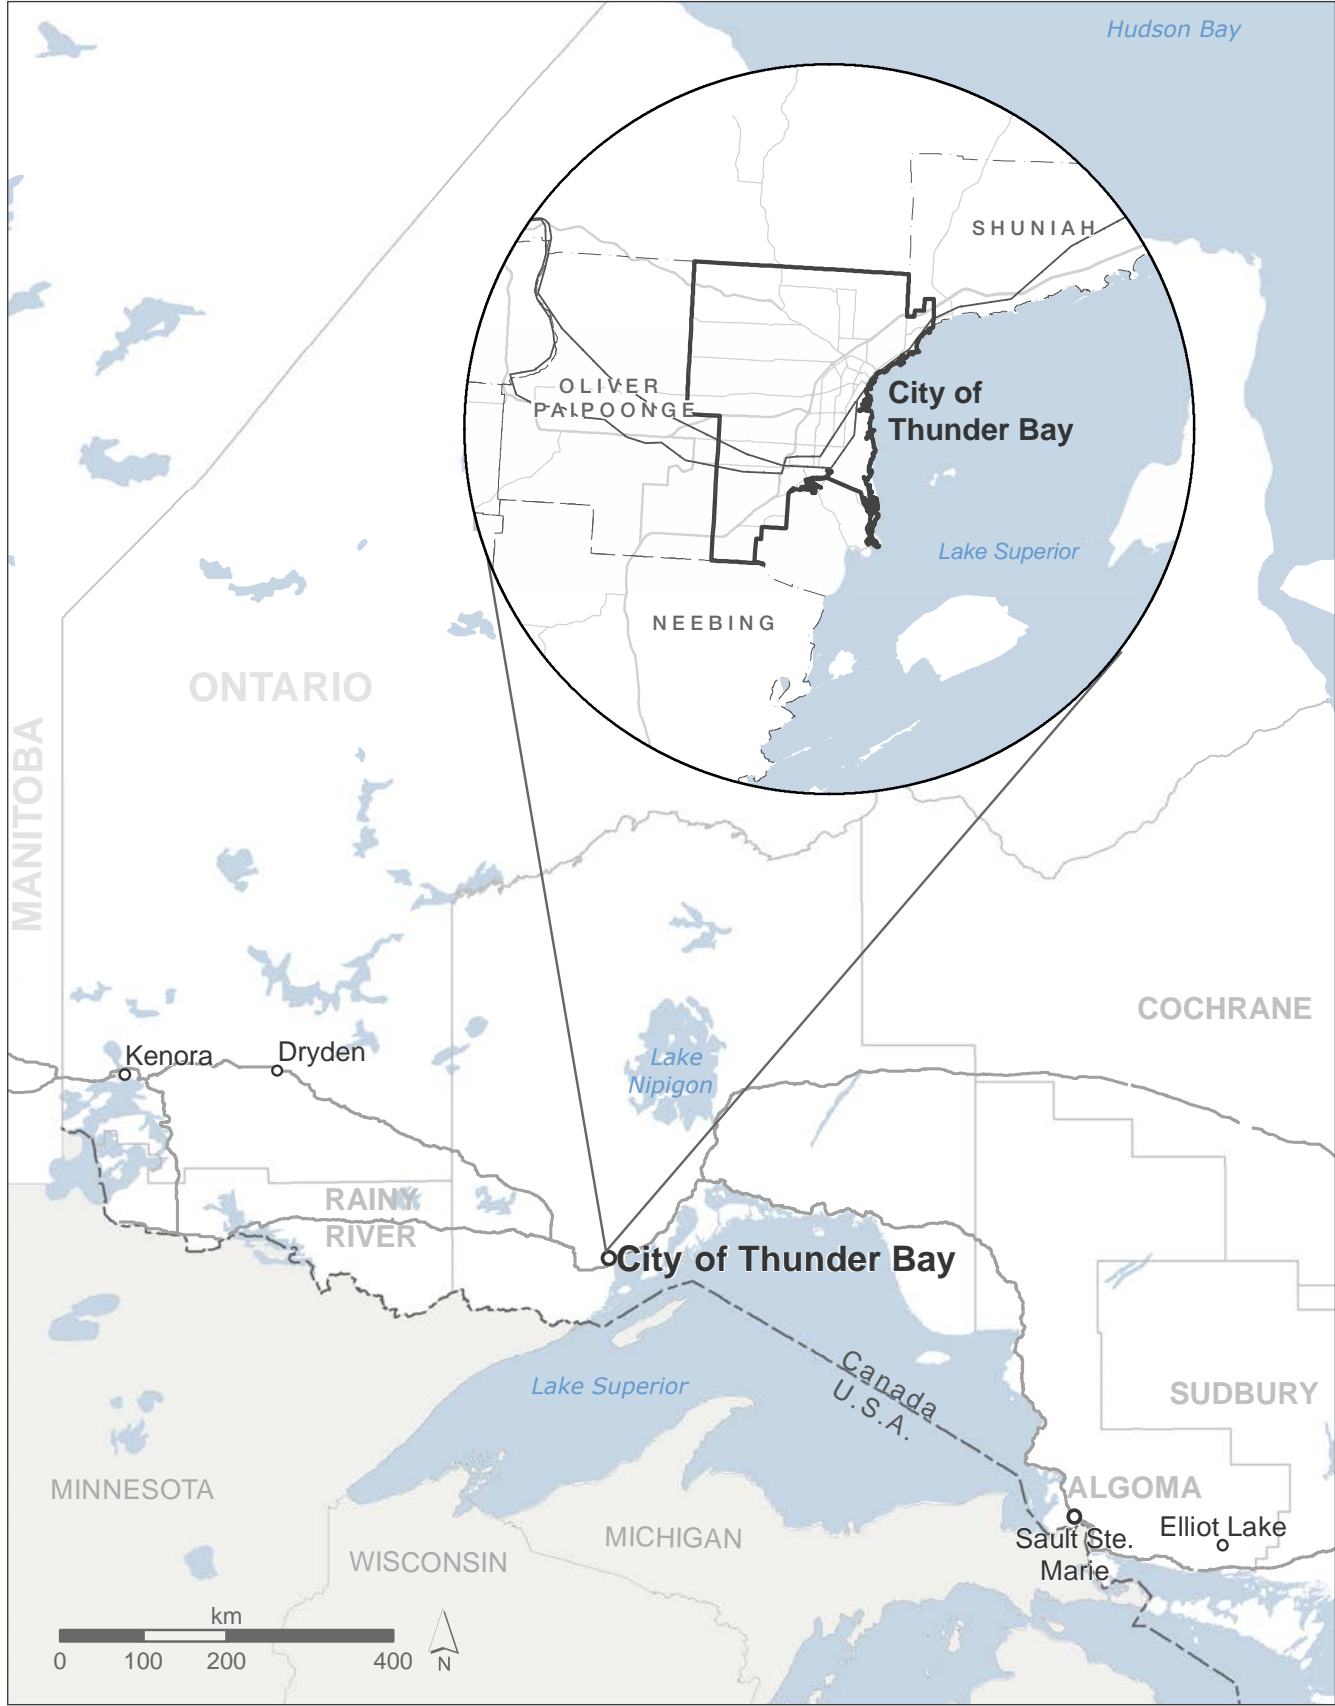 Hudson Bay
SHUNIAH
OLIVER
PAIPOONGE
City of
Thunder Bay
Lake Superior
NEEBING
ONTARIO
MANITOBA
COCHRANE
Kenora
Dryden
Lake
Nipigon
RAINY
RIVER
City of Thunder Bay
Canada
U.S.A.
Lake Superior
SUDBURY
MINNESOTA
ALGOMA
MICHIGAN
WISCONSIN
Sault Ste.
Marie
Elliot Lake
km
0 100 200 400
N